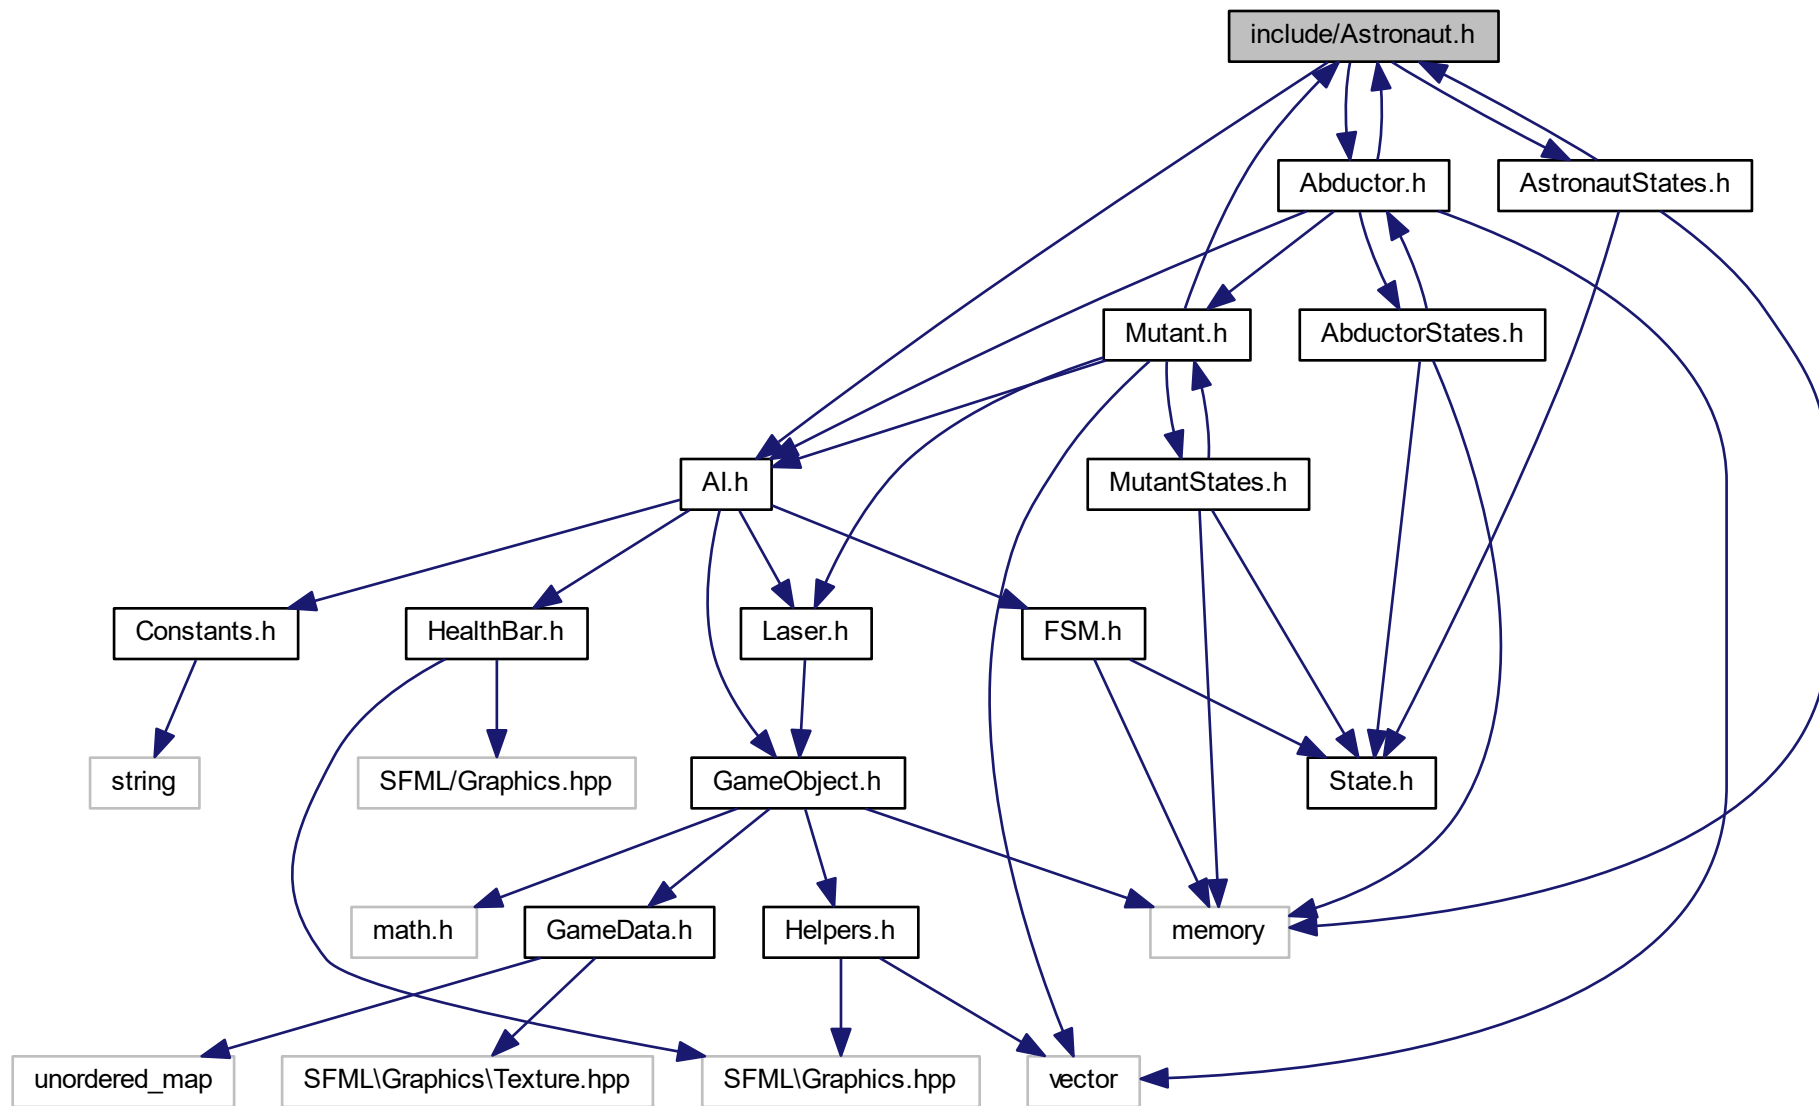 include/Astronaut.h
Abductor.h
AstronautStates.h
Mutant.h
AbductorStates.h
AI.h
MutantStates.h
Constants.h
HealthBar.h
Laser.h
FSM.h
string
SFML/Graphics.hpp
GameObject.h
State.h
math.h
GameData.h
Helpers.h
memory
unordered_map
SFML\Graphics\Texture.hpp
SFML\Graphics.hpp
vector